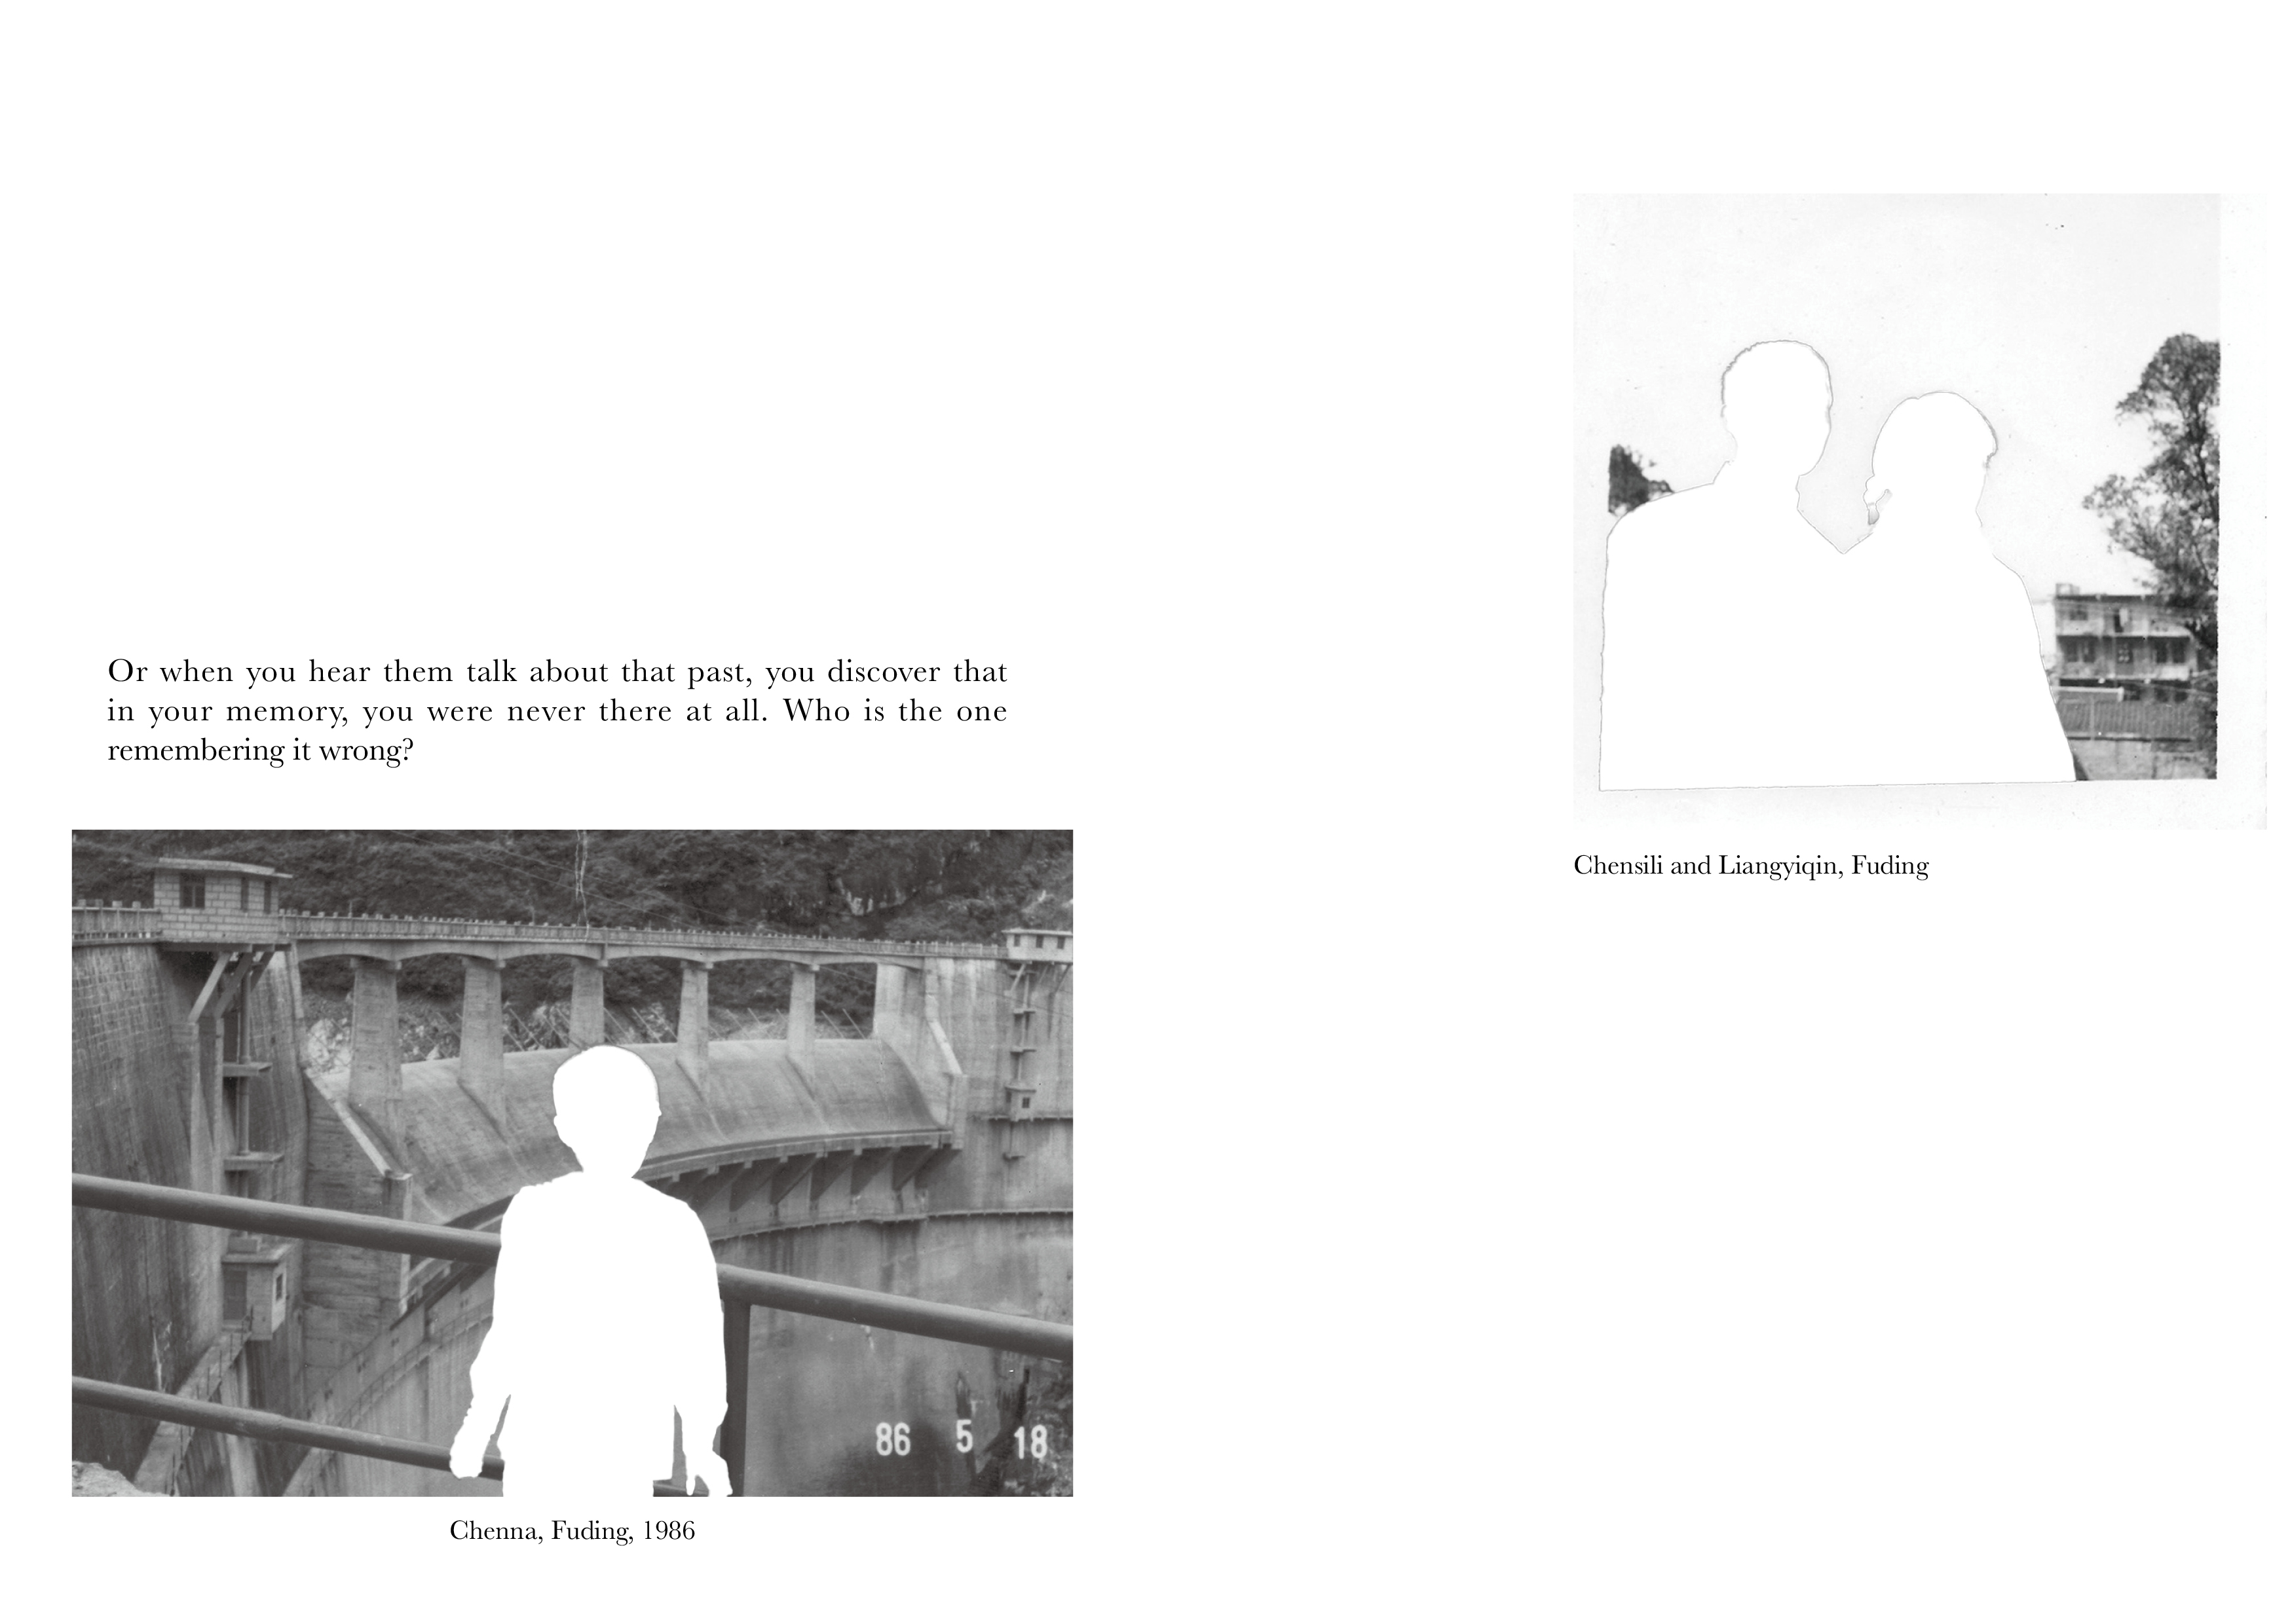 Or when you hear them talk about that past, you discover that
in your memory, you were never there at all. Who is the one
remembering it wrong?
86 5 18
Chenna, Fuding, 1986
Chensili and Liangyiqin, Fuding